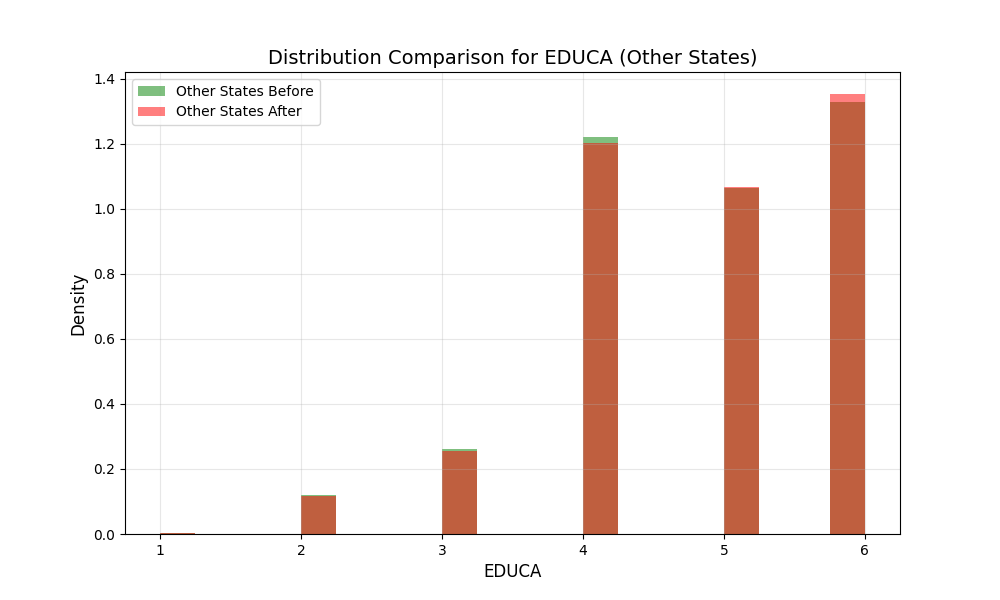 Distribution Comparison for EDUCA (Other States)
Other States Before
Other States After
Density
1.4
1.2
1.0
0.8
0.6
0.4
0.2
0.0
1 2 3 4 5 6
EDUCA